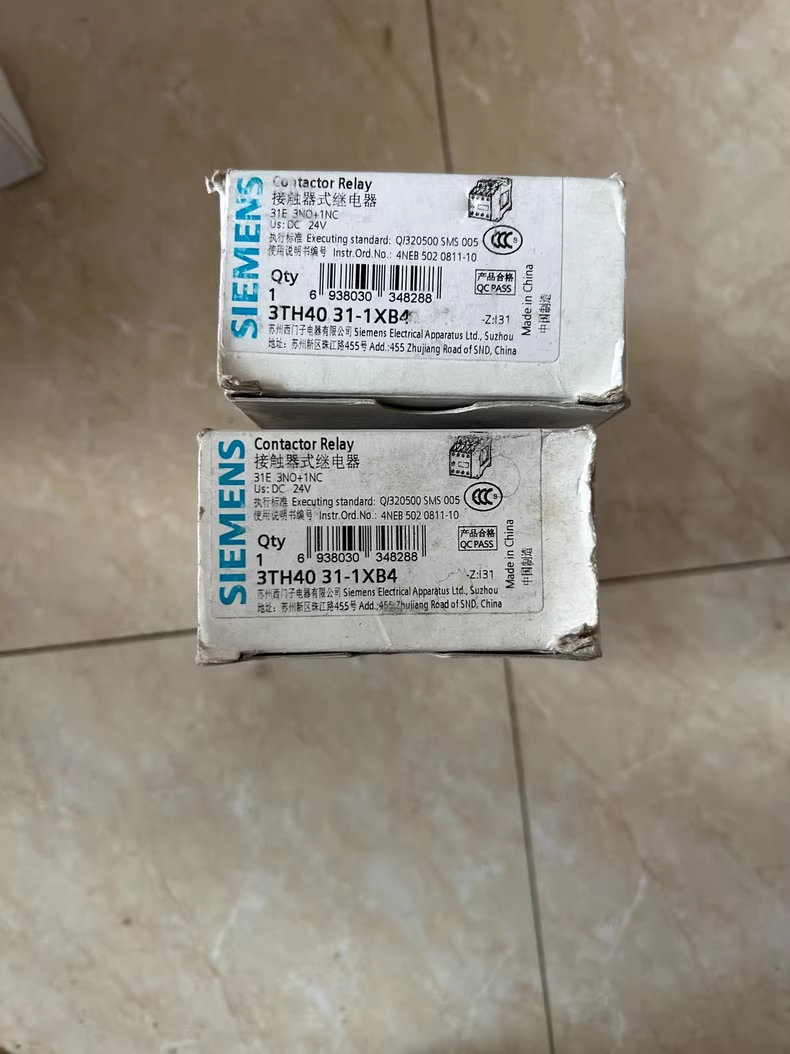 SIEMENS
Contactor Relay
接触器式继电器
31E 3NO+1NC
Us: DC 24V
执行标准 Executing standard: Q/320500 SMS 005
使用说明书编号 Instr.Ord.No.: 4NEB 502 0811-10
CCC S
Qty
1
6 938030 348288
产品合格
QC PASS
3TH40 31-1XB4
-Z:I31
Made in China
中国制造
苏州西门子电器有限公司 Siemens Electrical Apparatus Ltd., Suzhou
地址: 苏州新区珠江路455号 Add.:455 Zhujiang Road of SND, China
SIEMENS
Contactor Relay
接触器式继电器
31E 3NO+1NC
Us: DC 24V
执行标准 Executing standard: Q/320500 SMS 005
使用说明书编号 Instr.Ord.No.: 4NEB 502 0811-10
CCC
Qty
1
6 938030 348288
产品合格
QC PASS
3TH40 31-1XB4
-Z:I31
Made in China
中国制造
苏州西门子电器有限公司 Siemens Electrical Apparatus Ltd., Suzhou
地址: 苏州新区珠江路455号 Add.:455 Zhujiang Road of SND, China